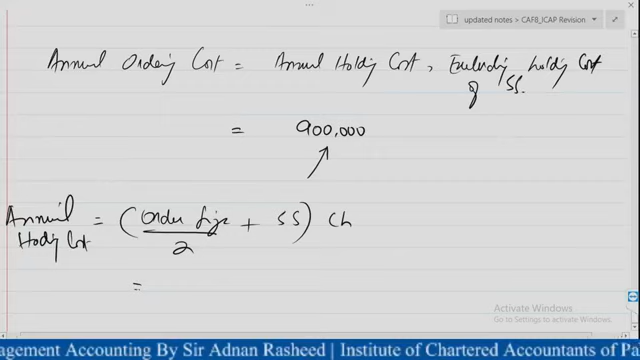 updated notes > CAF8_ICAP Revision
Annual Ordering Cost = Annual Holding Cost, Excluding holding Cost
of SS.
= 900,000
Annual Holding Cost = (Order Size / 2 + SS) Ch
=
Activate Windows
Go to Settings to activate Windows.
agement Accounting By Sir Adnan Rasheed | Institute of Chartered Accountants of Pa